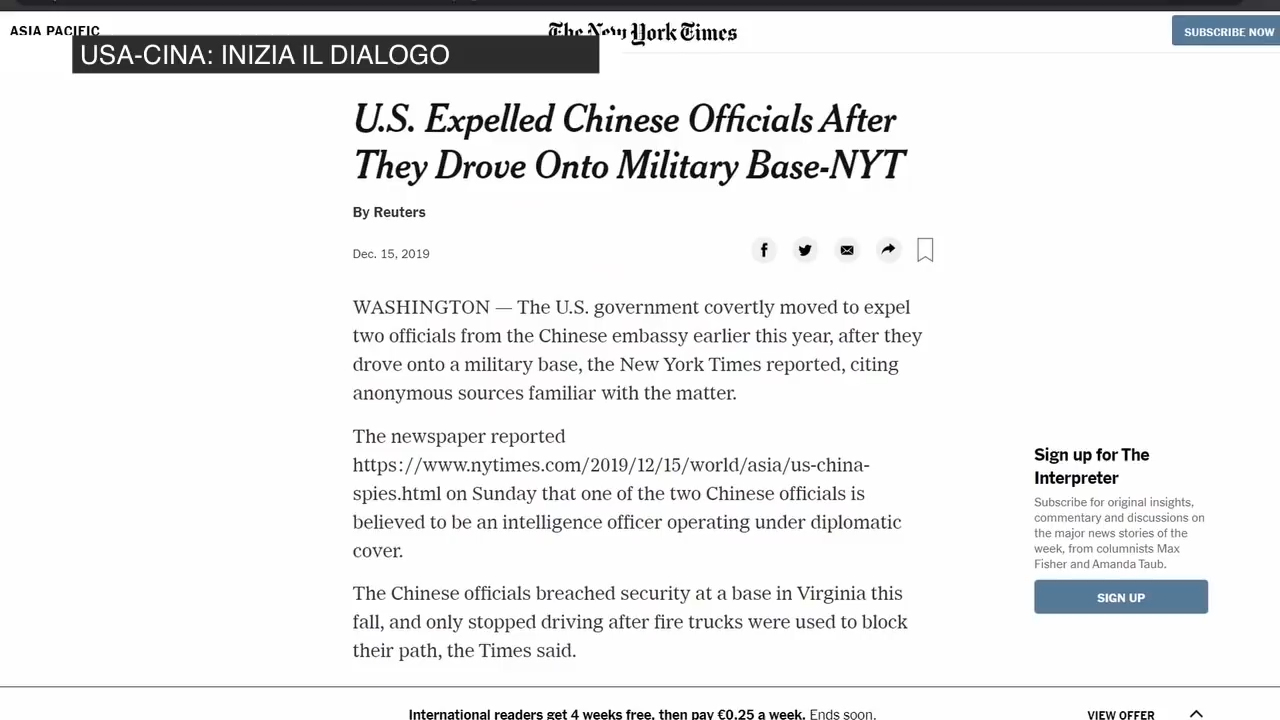 ASIA PACIFIC
The New York Times
SUBSCRIBE NOW
USA-CINA: INIZIA IL DIALOGO
U.S. Expelled Chinese Officials After
They Drove Onto Military Base-NYT
By Reuters
Dec. 15, 2019
WASHINGTON — The U.S. government covertly moved to expel
two officials from the Chinese embassy earlier this year, after they
drove onto a military base, the New York Times reported, citing
anonymous sources familiar with the matter.
The newspaper reported
https://www.nytimes.com/2019/12/15/world/asia/us-china-
spies.html on Sunday that one of the two Chinese officials is
believed to be an intelligence officer operating under diplomatic
cover.
The Chinese officials breached security at a base in Virginia this
fall, and only stopped driving after fire trucks were used to block
their path, the Times said.
Sign up for The
Interpreter
Subscribe for original insights,
commentary and discussions on
the major news stories of the
week, from columnists Max
Fisher and Amanda Taub.
SIGN UP
International readers get 4 weeks free, then pay €0.25 a week. Ends soon.
VIEW OFFER